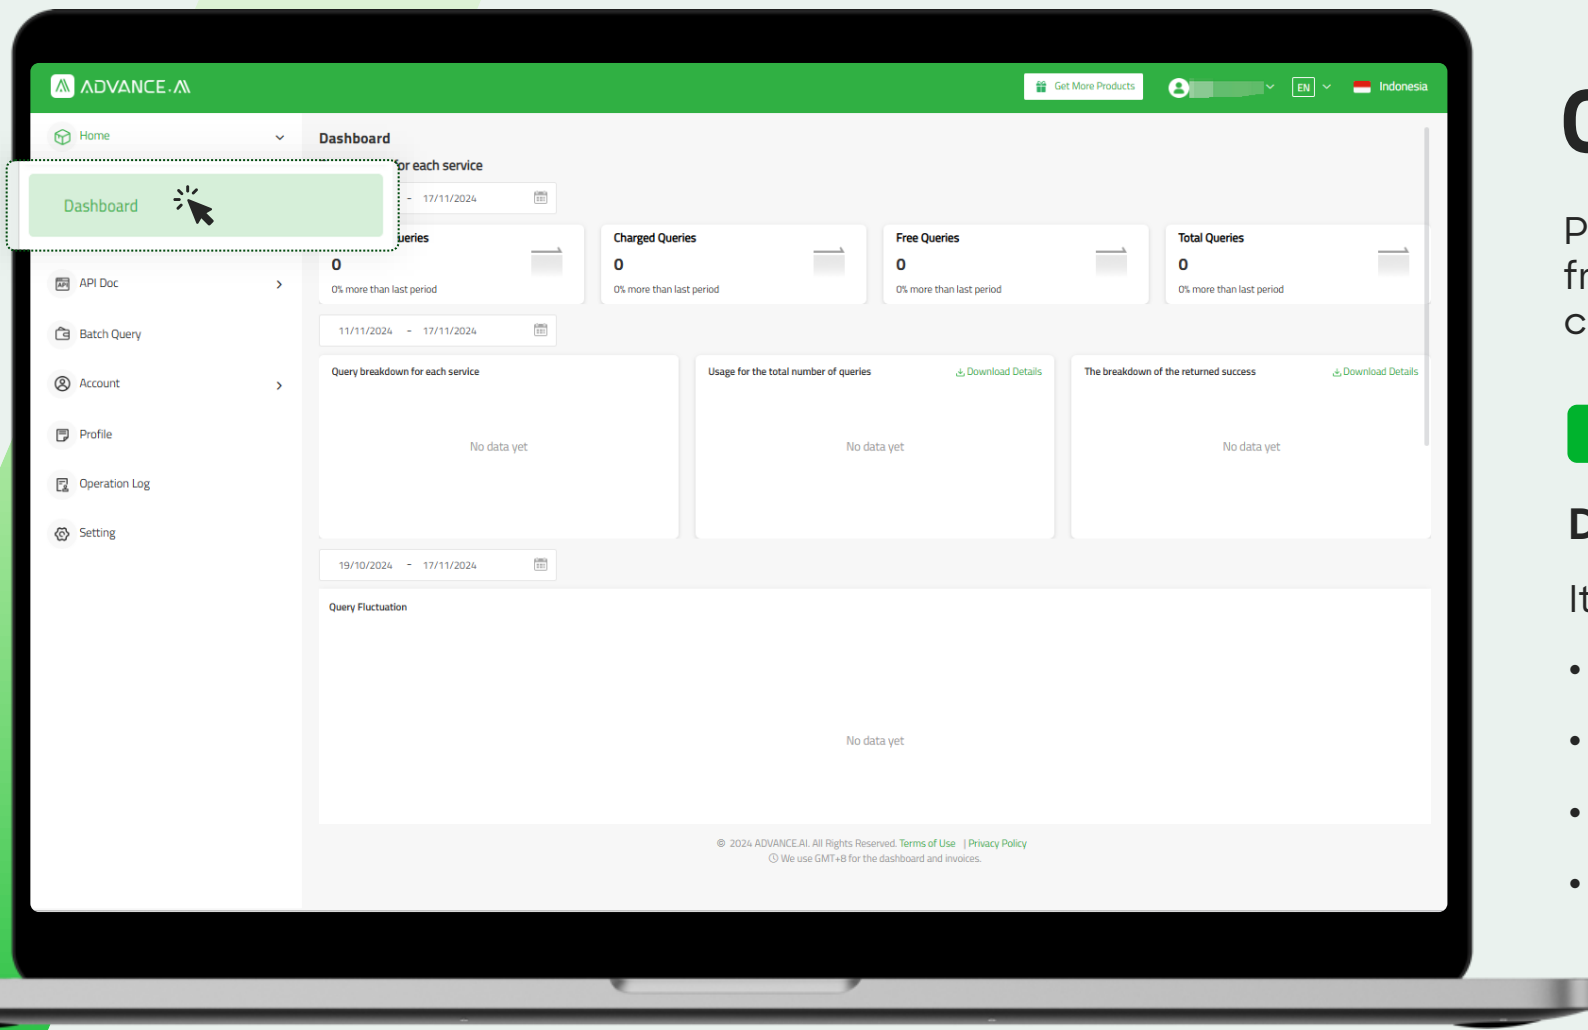 ADVANCE.AI
Get More Products
EN
Indonesia
Home
Dashboard
API Doc
Batch Query
Account
Profile
Operation Log
Setting
Dashboard
for each service
- 17/11/2024
ueries
0
0% more than last period
Charged Queries
0
0% more than last period
Free Queries
0
0% more than last period
Total Queries
0
0% more than last period
11/11/2024 - 17/11/2024
Query breakdown for each service
No data yet
Usage for the total number of queries
Download Details
No data yet
The breakdown of the returned success
Download Details
No data yet
19/10/2024 - 17/11/2024
Query Fluctuation
No data yet
© 2024 ADVANCE.AI. All Rights Reserved. Terms of Use | Privacy Policy
We use GMT+8 for the dashboard and invoices.
P
fr
c
D
It
•
•
•
•